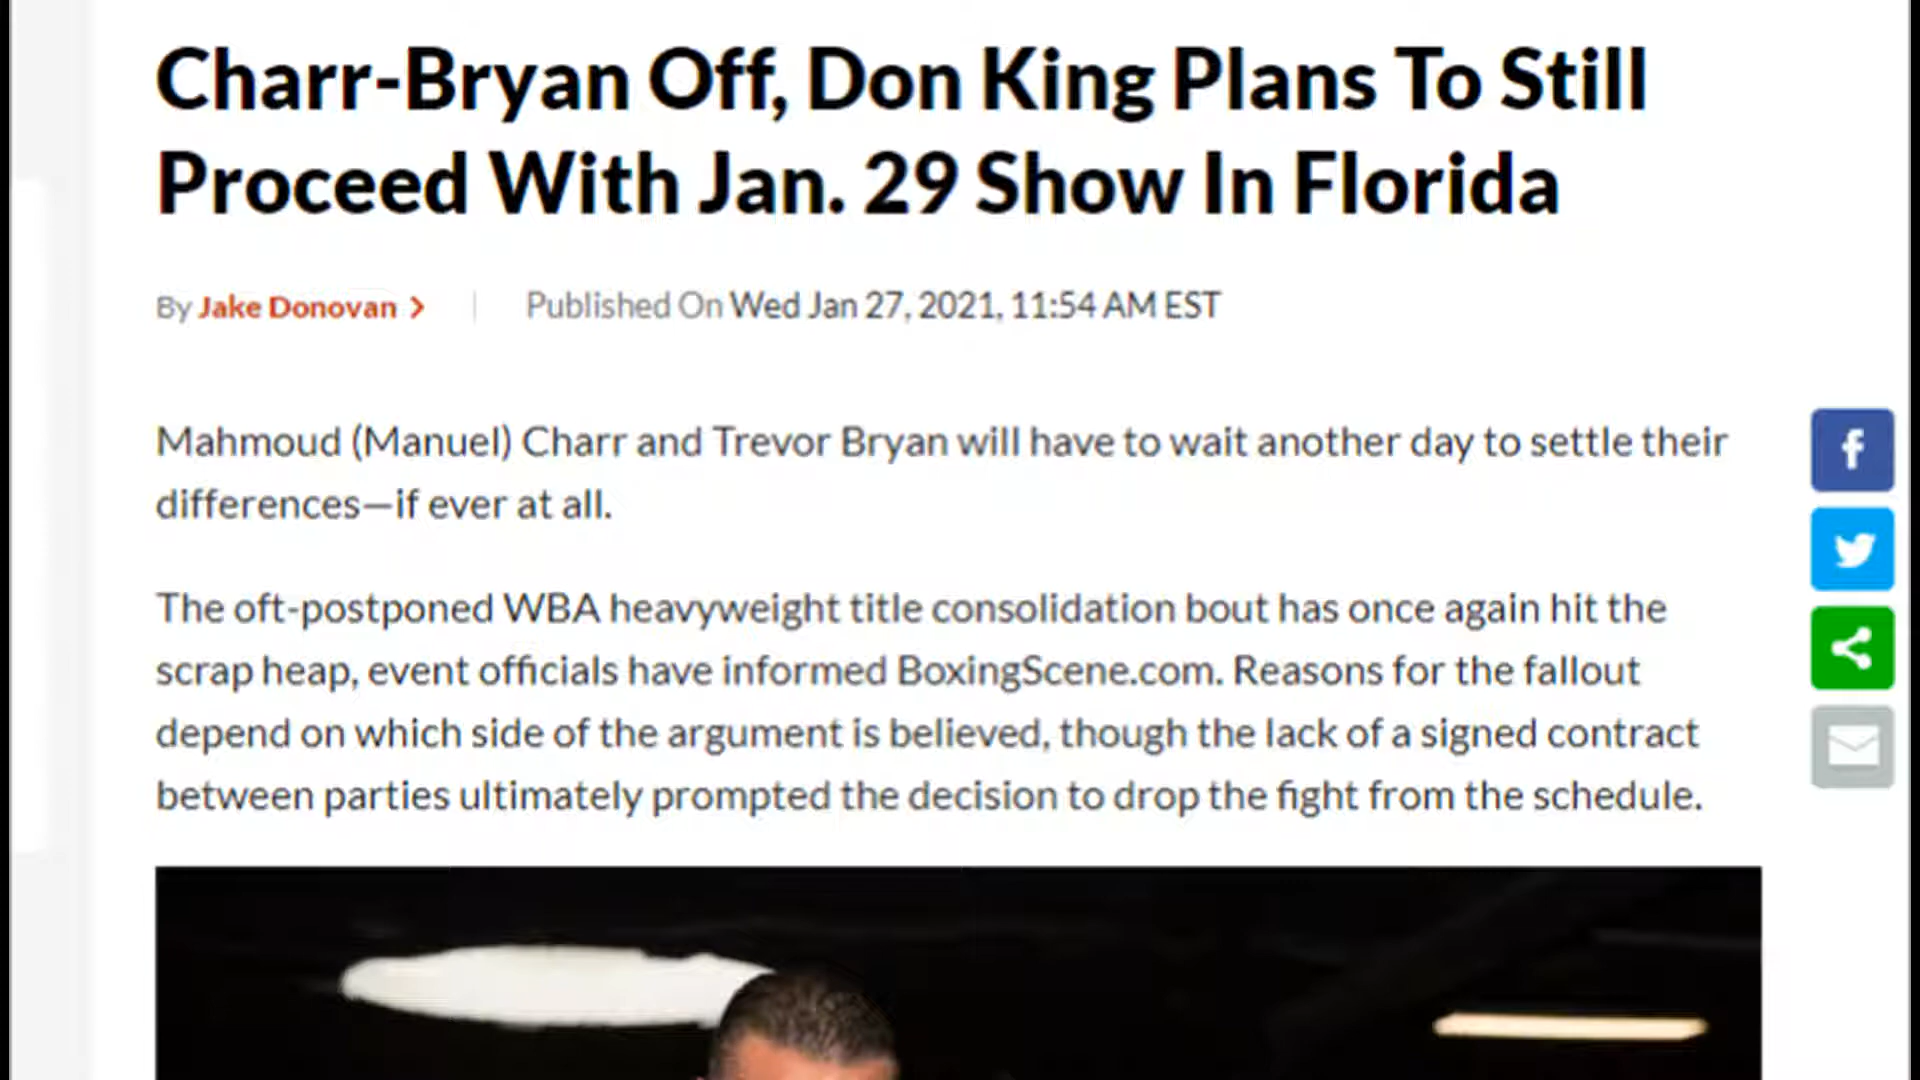 Charr-Bryan Off, Don King Plans To Still
Proceed With Jan. 29 Show In Florida
By Jake Donovan > | Published On Wed Jan 27, 2021, 11:54 AM EST
Mahmoud (Manuel) Charr and Trevor Bryan will have to wait another day to settle their
differences—if ever at all.
The oft-postponed WBA heavyweight title consolidation bout has once again hit the
scrap heap, event officials have informed BoxingScene.com. Reasons for the fallout
depend on which side of the argument is believed, though the lack of a signed contract
between parties ultimately prompted the decision to drop the fight from the schedule.